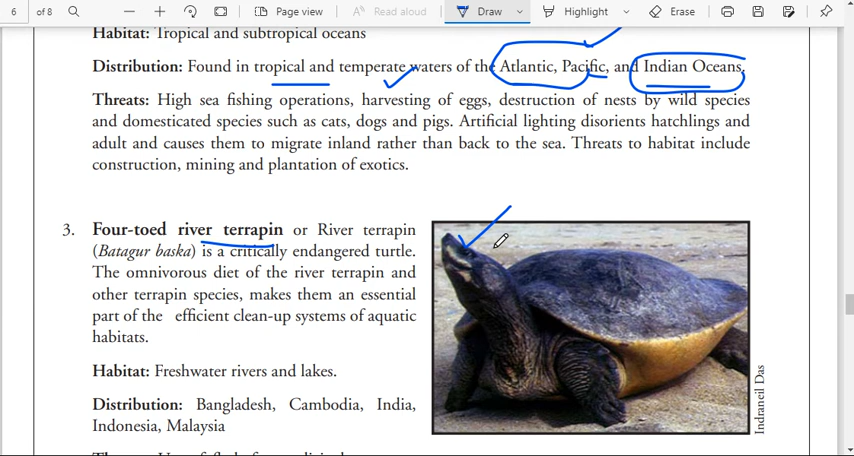 6 of 8 Page view Read aloud Draw Highlight Erase
Habitat: Tropical and subtropical oceans
Distribution: Found in tropical and temperate waters of the Atlantic, Pacific, and Indian Oceans.
Threats: High sea fishing operations, harvesting of eggs, destruction of nests by wild species
and domesticated species such as cats, dogs and pigs. Artificial lighting disorients hatchlings and
adult and causes them to migrate inland rather than back to the sea. Threats to habitat include
construction, mining and plantation of exotics.
3. Four-toed river terrapin or River terrapin
(Batagur baska) is a critically endangered turtle.
The omnivorous diet of the river terrapin and
other terrapin species, makes them an essential
part of the efficient clean-up systems of aquatic
habitats.
Habitat: Freshwater rivers and lakes.
Distribution: Bangladesh, Cambodia, India,
Indonesia, Malaysia
Indraneil Das